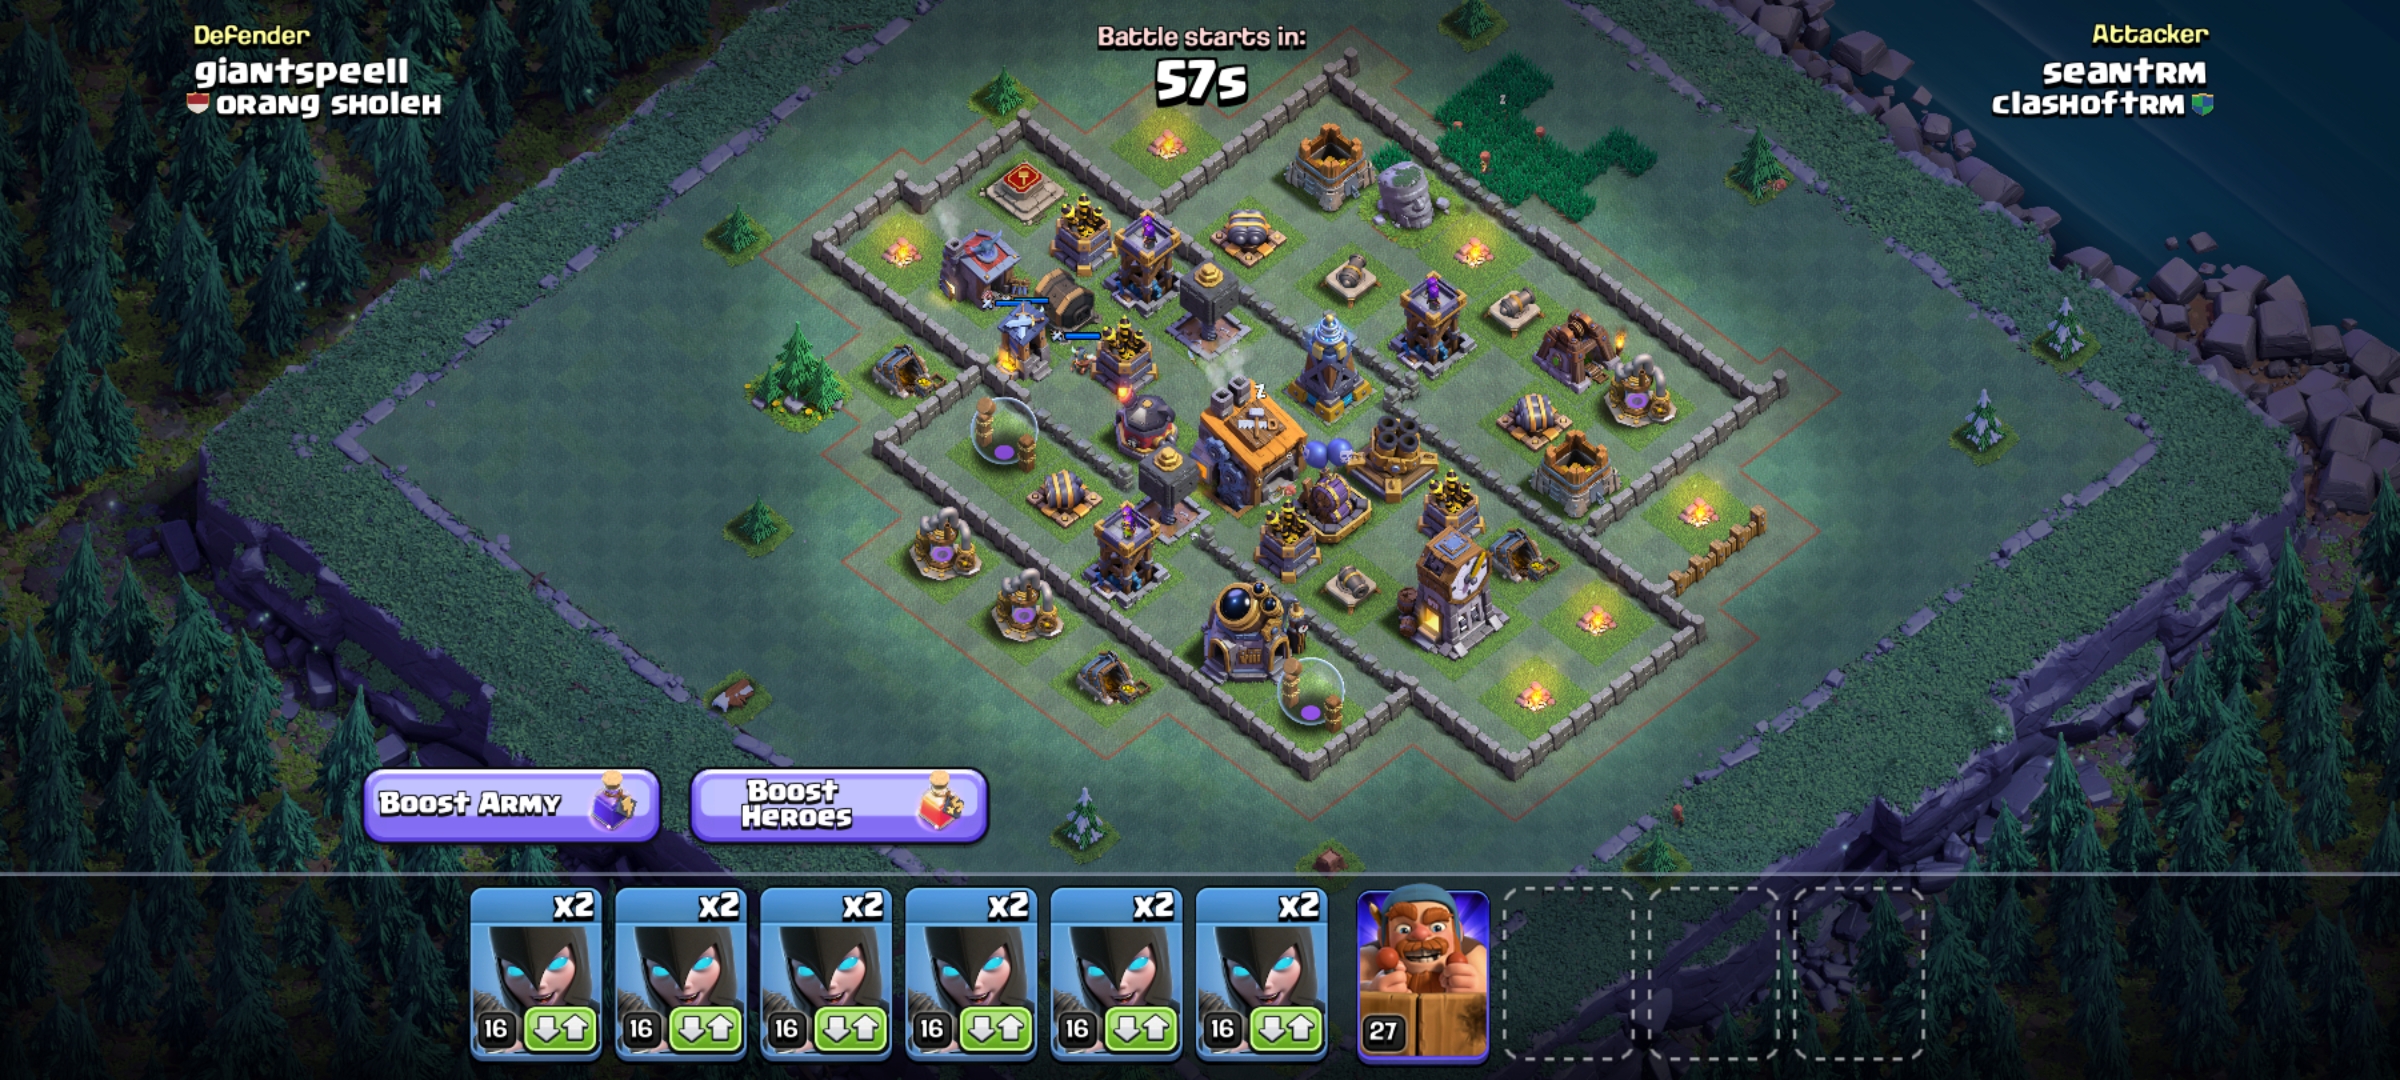 Defender
giantspeell
ORANG SHOLEH
Battle starts in:
57s
Attacker
seantRM
clashoftRM
Boost Army
Boost
Heroes
x2
x2
x2
x2
x2
x2
16
16
16
16
16
16
27